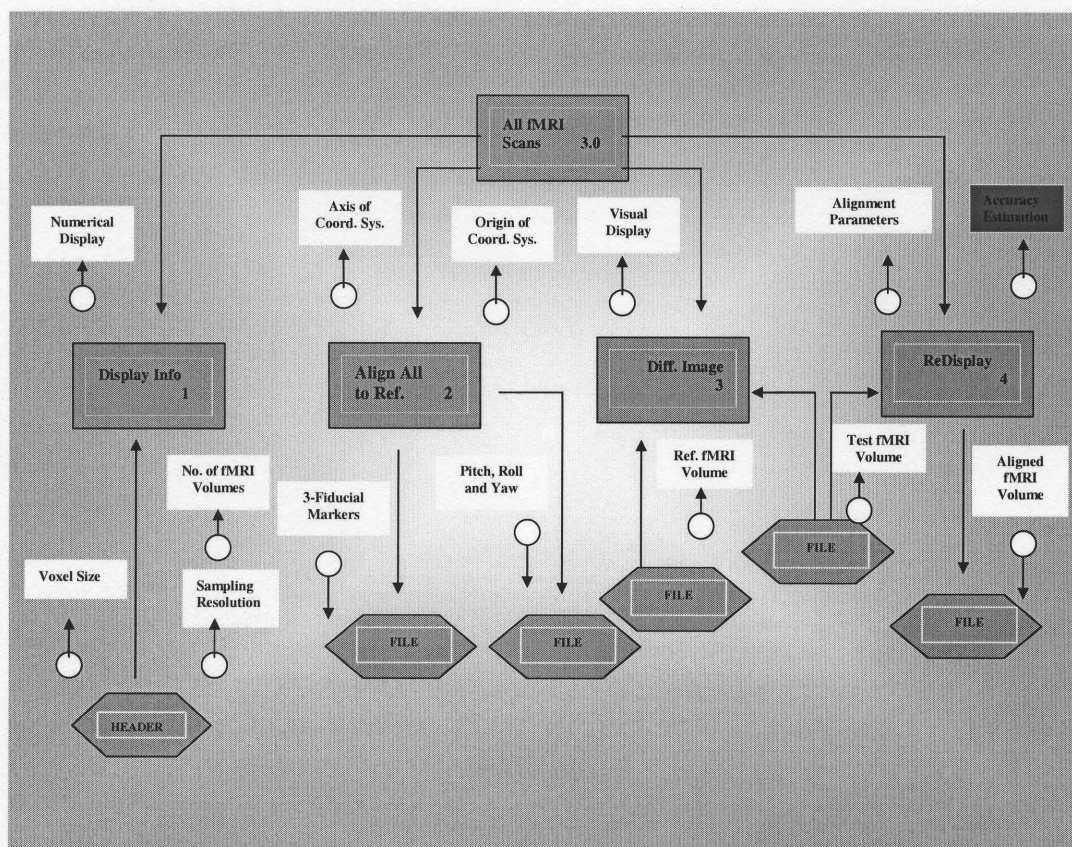 All fMRI
Scans 3.0
Numerical
Display
Axis of
Coord. Sys.
Origin of
Coord. Sys.
Visual
Display
Alignment
Parameters
Accuracy
Estimation
Display Info
1
Align All
to Ref. 2
Diff. Image
3
ReDisplay
4
No. of fMRI
Volumes
3-Fiducial
Markers
Pitch, Roll
and Yaw
Ref. fMRI
Volume
Test fMRI
Volume
Aligned
fMRI
Volume
Voxel Size
Sampling
Resolution
HEADER
FILE
FILE
FILE
FILE
FILE